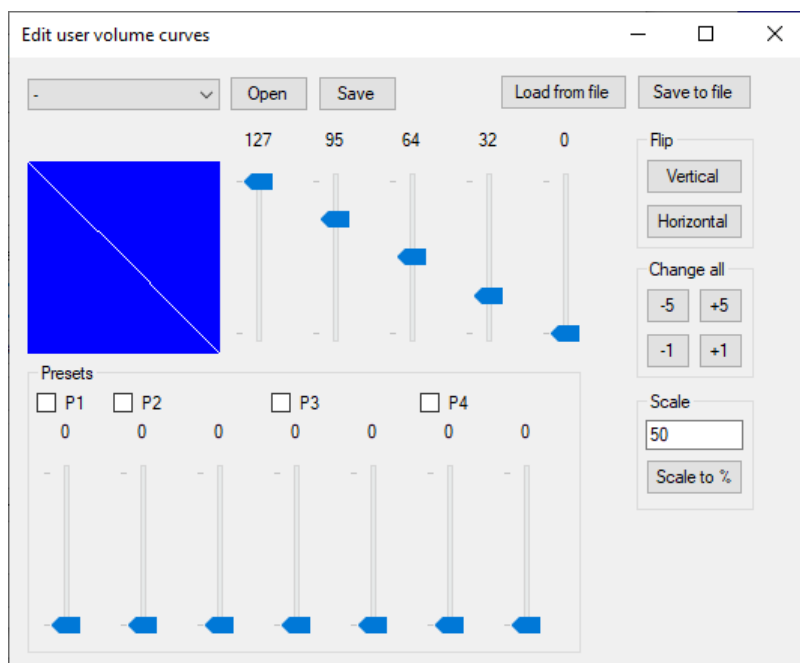 Edit user volume curves
- Open Save Load from file Save to file
127 95 64 32 0
Flip
Vertical
Horizontal
Change all
-5 +5
-1 +1
Presets
P1 P2 P3 P4
0 0 0 0 0 0 0
Scale
50
Scale to %